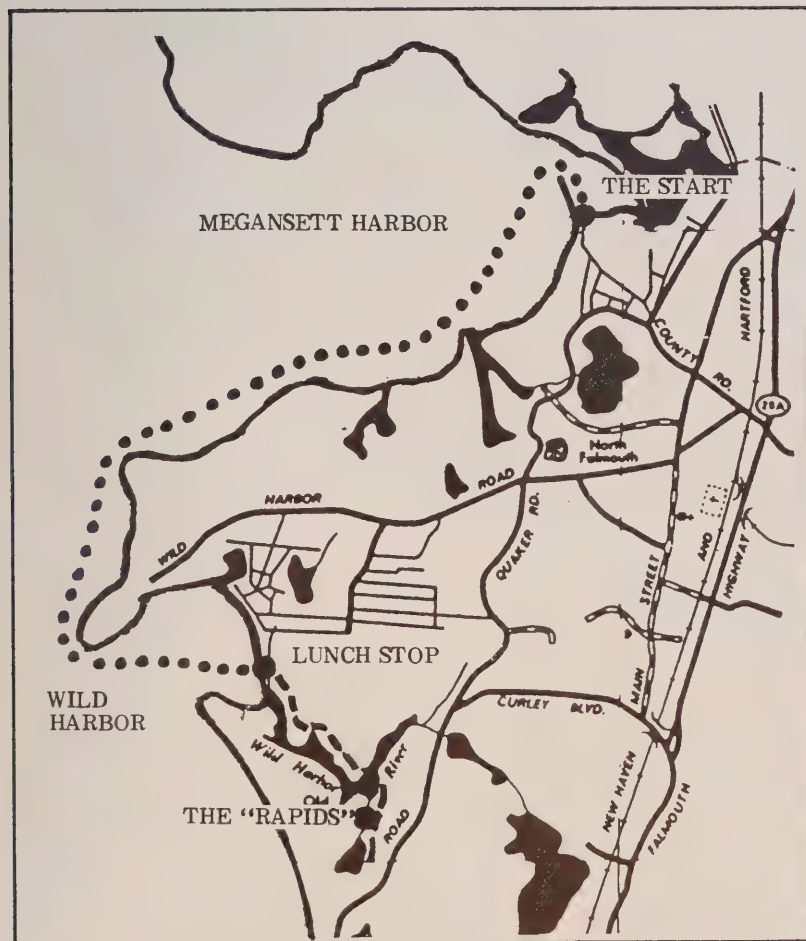 THE START
MEGANSETT HARBOR
HARTFORD
COUNTY RD.
28A
North
Falmouth
ROAD
HARBOR
WILD
QUAKER RD.
STREET
AND
HIGHWAY
LUNCH STOP
MAIN
WILD
HARBOR
CURLEY BLVD.
Wild Harbor
River
Old
THE "RAPIDS"
ROAD
NEW HAVEN
FALMOUTH